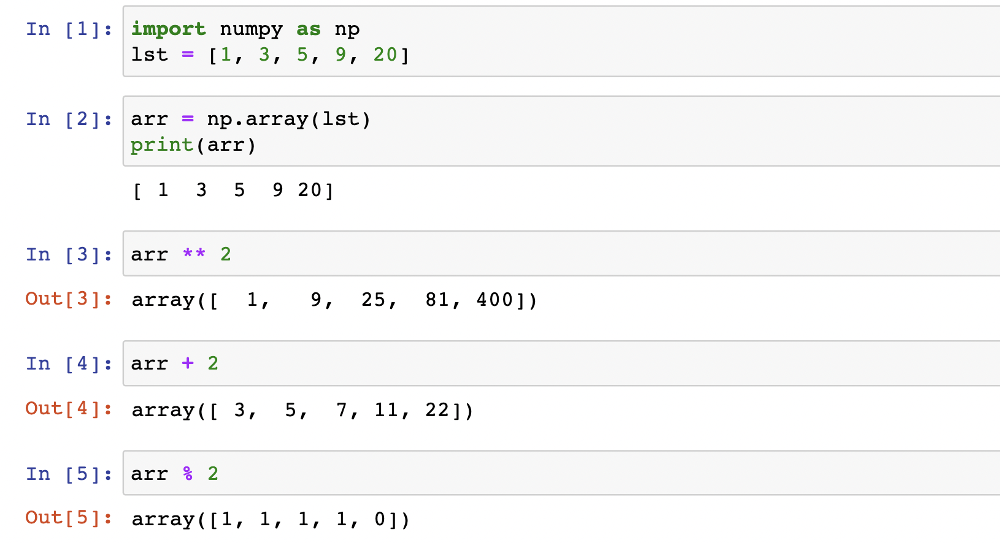 In [1]: import numpy as np
lst = [1, 3, 5, 9, 20]
In [2]: arr = np.array(lst)
print(arr)
[ 1  3  5  9 20]
In [3]: arr ** 2
Out[3]: array([  1,   9,  25,  81, 400])
In [4]: arr + 2
Out[4]: array([ 3,  5,  7, 11, 22])
In [5]: arr % 2
Out[5]: array([1, 1, 1, 1, 0])